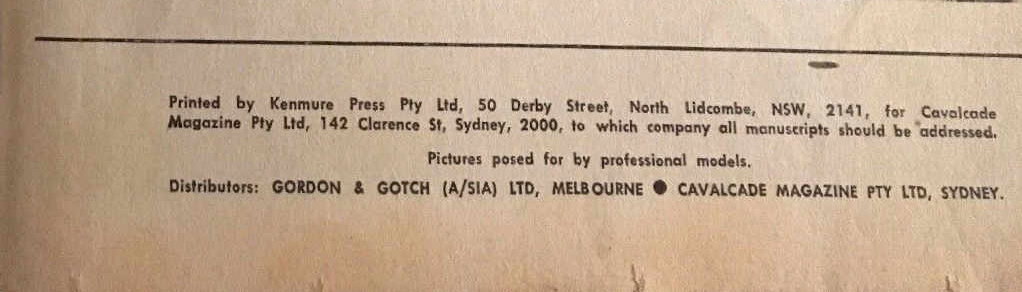 Printed by Kenmure Press Pty Ltd, 50 Derby Street, North Lidcombe, NSW, 2141, for Cavalcade
Magazine Pty Ltd, 142 Clarence St, Sydney, 2000, to which company all manuscripts should be addressed.
Pictures posed for by professional models.
Distributors: GORDON & GOTCH (A/SIA) LTD, MELBOURNE ● CAVALCADE MAGAZINE PTY LTD, SYDNEY.